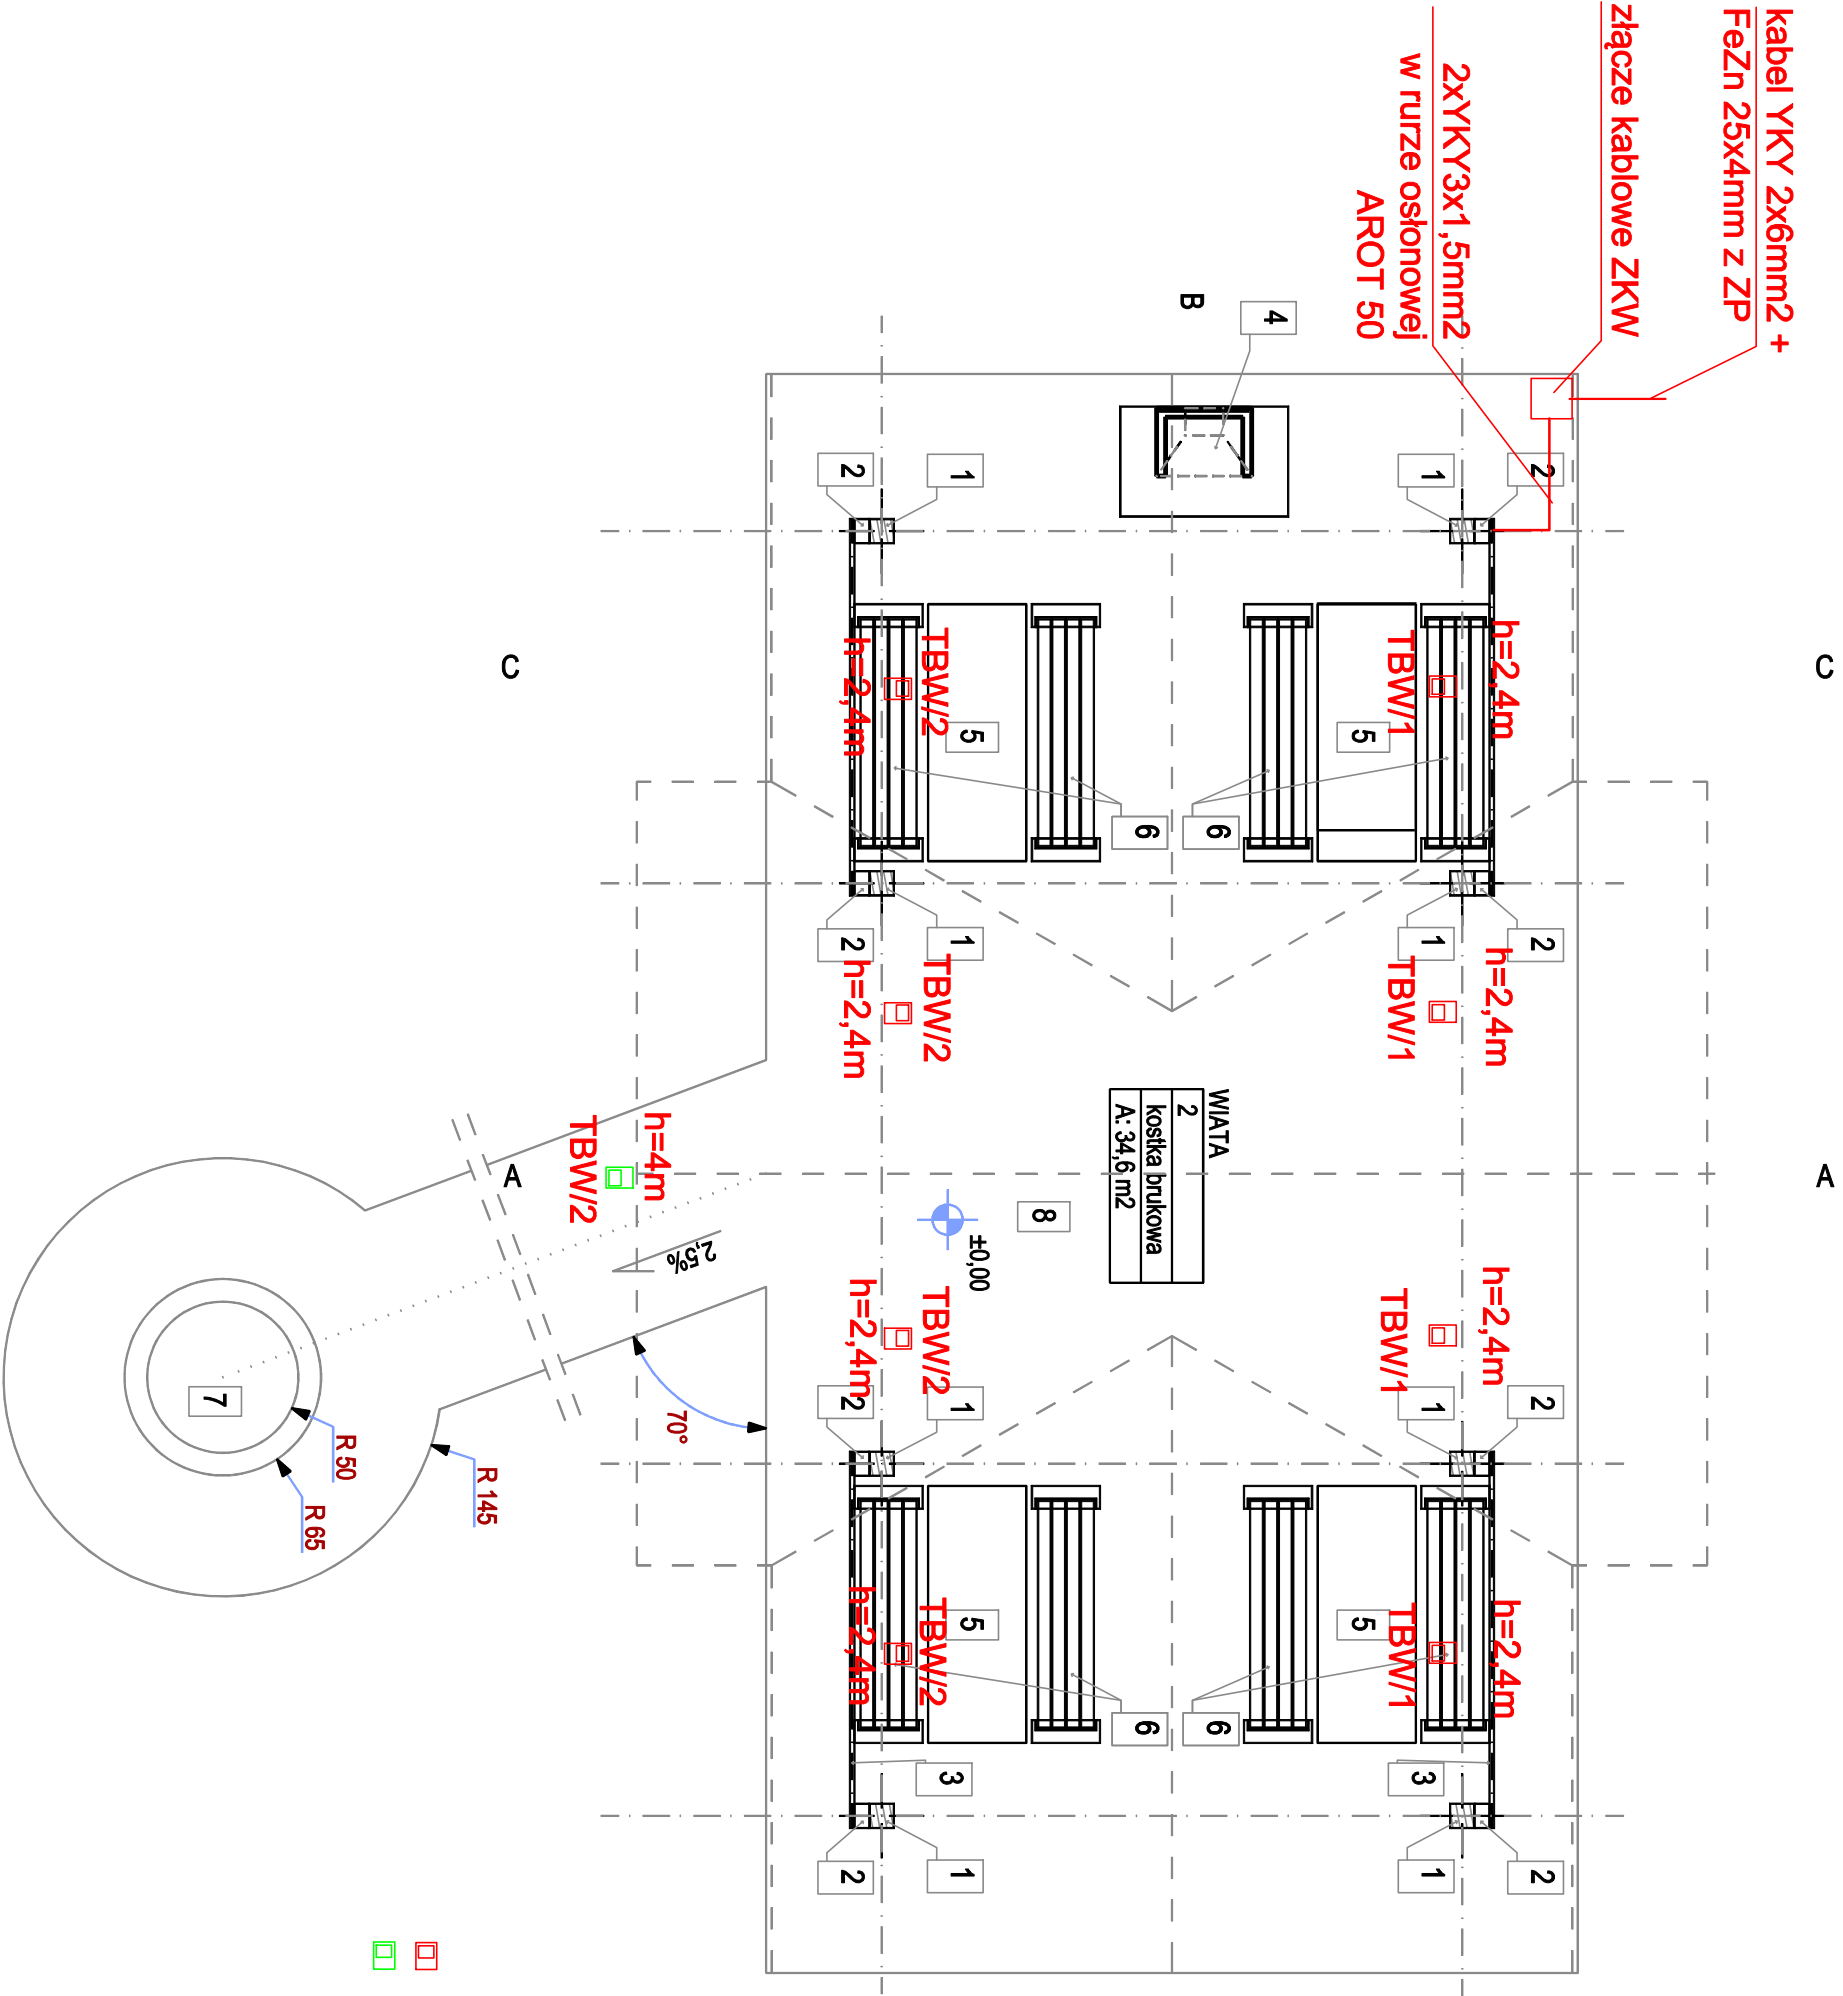 kabel YKY 2x6mm2 +
FeZn 25x4mm z ZP
złącze kablowe ZKW
2xYKY3x1,5mm2
w rurze osłonowej
AROT 50
B
4
2
1
1
2
C
C
h=2,4m
TBW/2
TBW/1
h=2,4m
5
5
6
6
2
1
1
2
h=2,4m
TBW/2
TBW/1
h=2,4m
WIATA
2
kostka brukowa
A: 34,6 m2
A
A
h=4m
TBW/2
8
±0,00
2,5%
h=2,4m
TBW/2
TBW/1
h=2,4m
2
1
1
2
70°
7
R 50
R 65
R 145
h=2,4m
TBW/2
TBW/1
h=2,4m
5
5
6
6
3
3
2
1
1
2